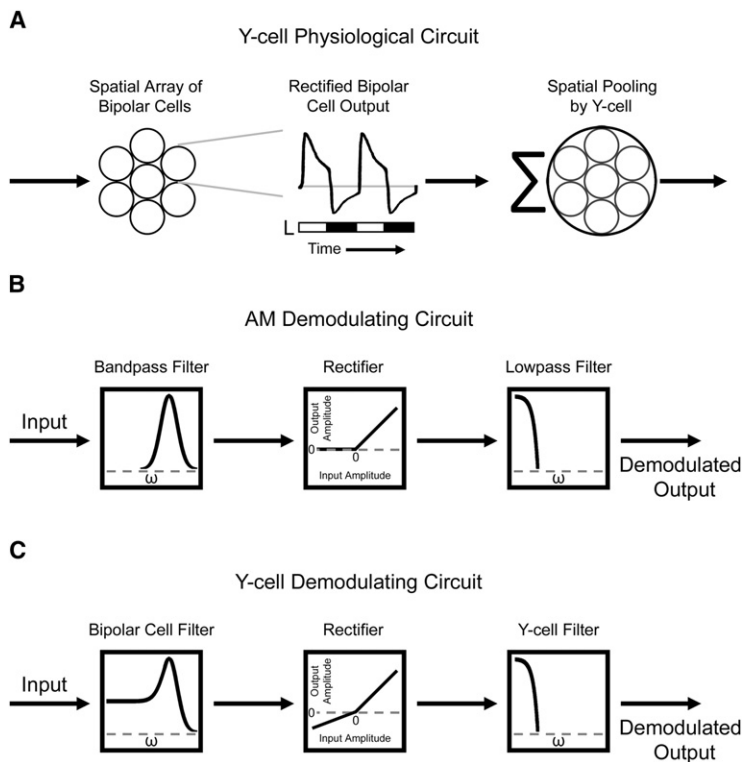 A
Y-cell Physiological Circuit
Spatial Array of
Bipolar Cells
Rectified Bipolar
Cell Output
Spatial Pooling
by Y-cell
Σ
L
Time
B
AM Demodulating Circuit
Bandpass Filter
Rectifier
Lowpass Filter
Input
ω
Output
Amplitude
0
0
Input Amplitude
ω
Demodulated
Output
C
Y-cell Demodulating Circuit
Bipolar Cell Filter
Rectifier
Y-cell Filter
Input
ω
Output
Amplitude
0
0
Input Amplitude
ω
Demodulated
Output